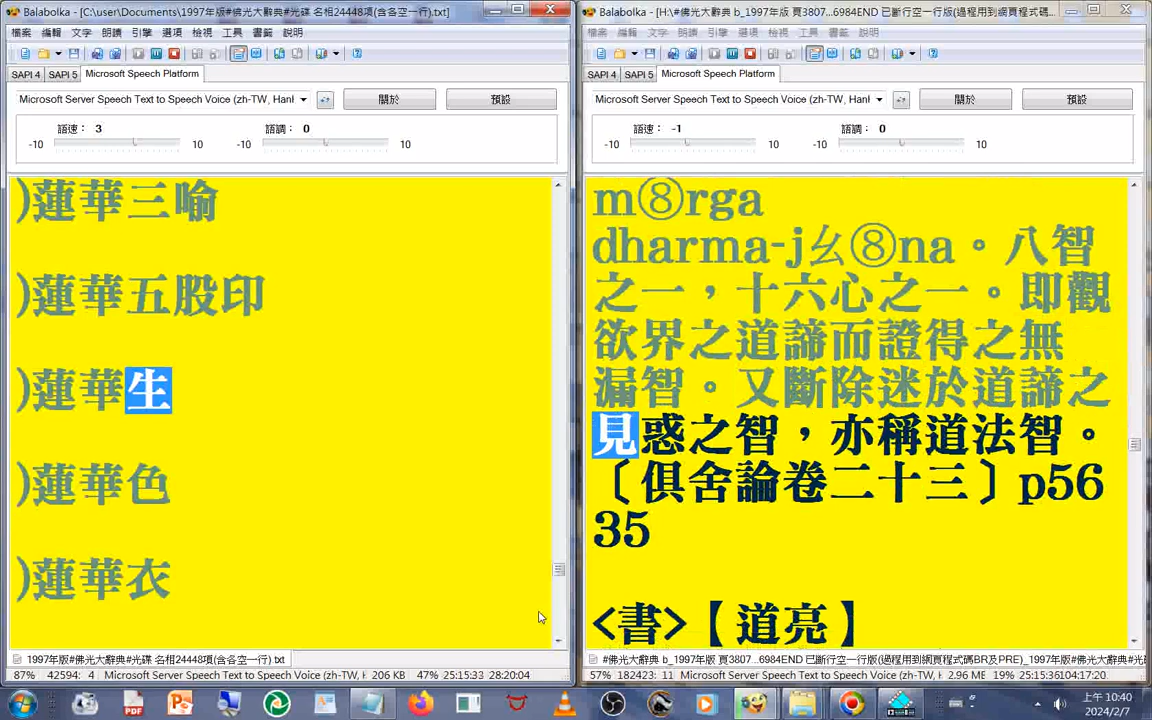 Balabolka - [C:\user\Documents\1997年版#佛光大辭典#光碟 名相24448項(含各空一行).txt]
檔案 編輯 文字 朗讀 引擎 選項 檢視 工具 書籤 說明
SAPI 4 SAPI 5 Microsoft Speech Platform
Microsoft Server Speech Text to Speech Voice (zh-TW, HanH 關於 預設
語速： 3 語調： 0
-10 10 -10 10
)蓮華三喻
)蓮華五股印
)蓮華生
)蓮華色
)蓮華衣
1997年版#佛光大辭典#光碟 名相24448項(含各空一行).txt
87% 42594: 4 Microsoft Server Speech Text to Speech Voice (zh-TW, 206 KB 47% 25:15:33 28:20:04
Balabolka - [H:\#佛光大辭典 b_1997年版 頁3807...6984END 已斷行空一行版(過程用到網頁程式碼...
檔案 編輯 文字 朗讀 引擎 選項 檢視 工具 書籤 說明
SAPI 4 SAPI 5 Microsoft Speech Platform
Microsoft Server Speech Text to Speech Voice (zh-TW, HanH 關於 預設
語速： -1 語調： 0
-10 10 -10 10
m⑧rga
dharma-j幺⑧na。八智
之一，十六心之一。即觀
欲界之道諦而證得之無
漏智。又斷除迷於道諦之
見惑之智，亦稱道法智。
〔俱舍論卷二十三〕p56
35
<書>【道亮】
#佛光大辭典 b_1997年版 頁3807...6984END 已斷行空一行版(過程用到網頁程式碼BR及PRE)_1997年版#光
57% 182423: 11 Microsoft Server Speech Text to Speech Voice (zh-TW, 2.96 ME 19% 25:15:36 104:17:20
上午 10:40
2024/2/7